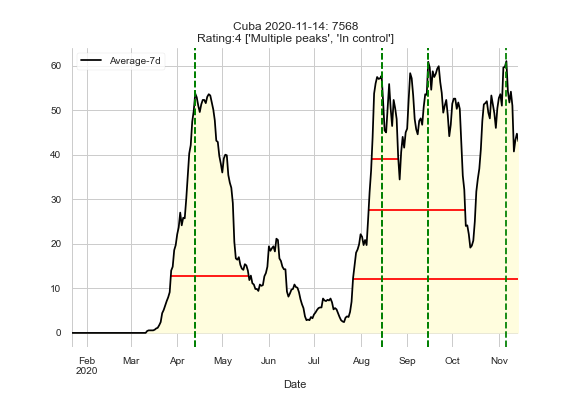 Cuba 2020-11-14: 7568
Rating:4 ['Multiple peaks', 'In control']
Average-7d
60
50
40
30
20
10
0
Feb
2020
Mar
Apr
May
Jun
Jul
Aug
Sep
Oct
Nov
Date